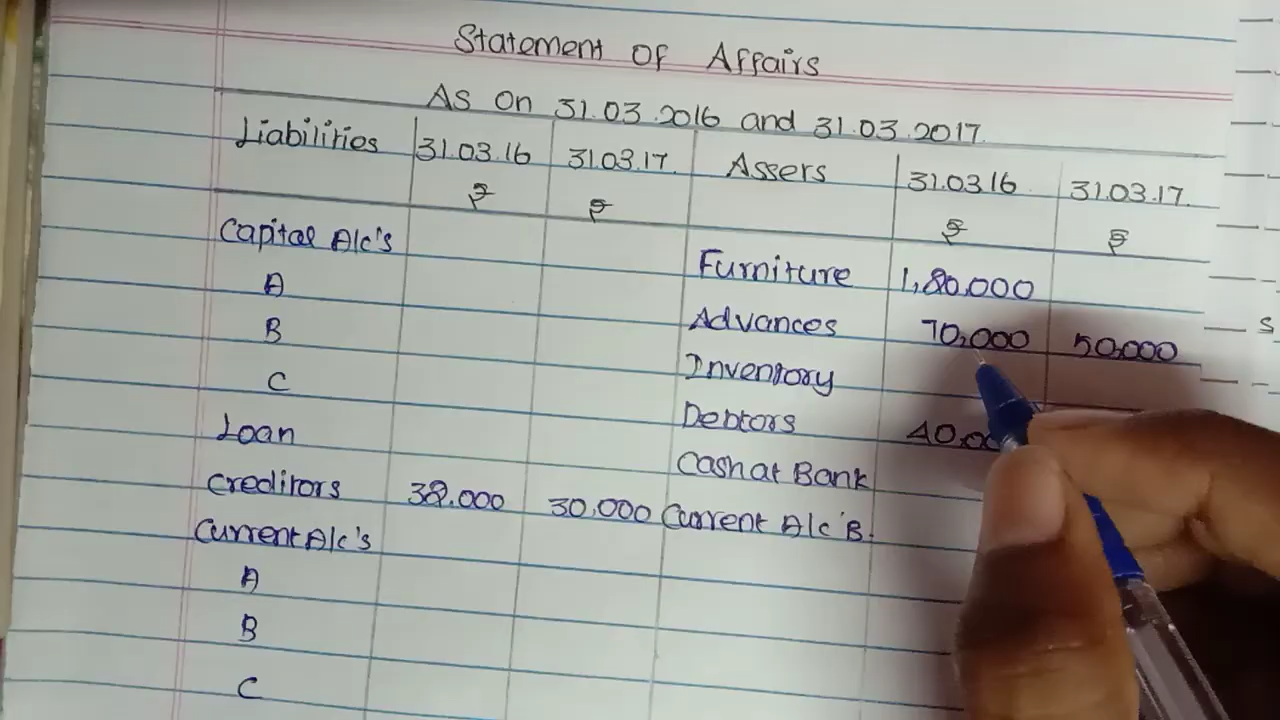 Statement Of Affairs
As On 31.03.2016 and 31.03.2017.
Liabilities 31.03.16 31.03.17. Assers 31.03 16 31.03.17.
₹ ₹ ₹ ₹
Capital A/c's
Furniture 1,80,000
A Advances 70,000 50,000
B Inventory
C Debtors
Loan Cash at Bank
Creditors 38.000 30.000 Current A/c B.
Current A/c's
A
B
C
S